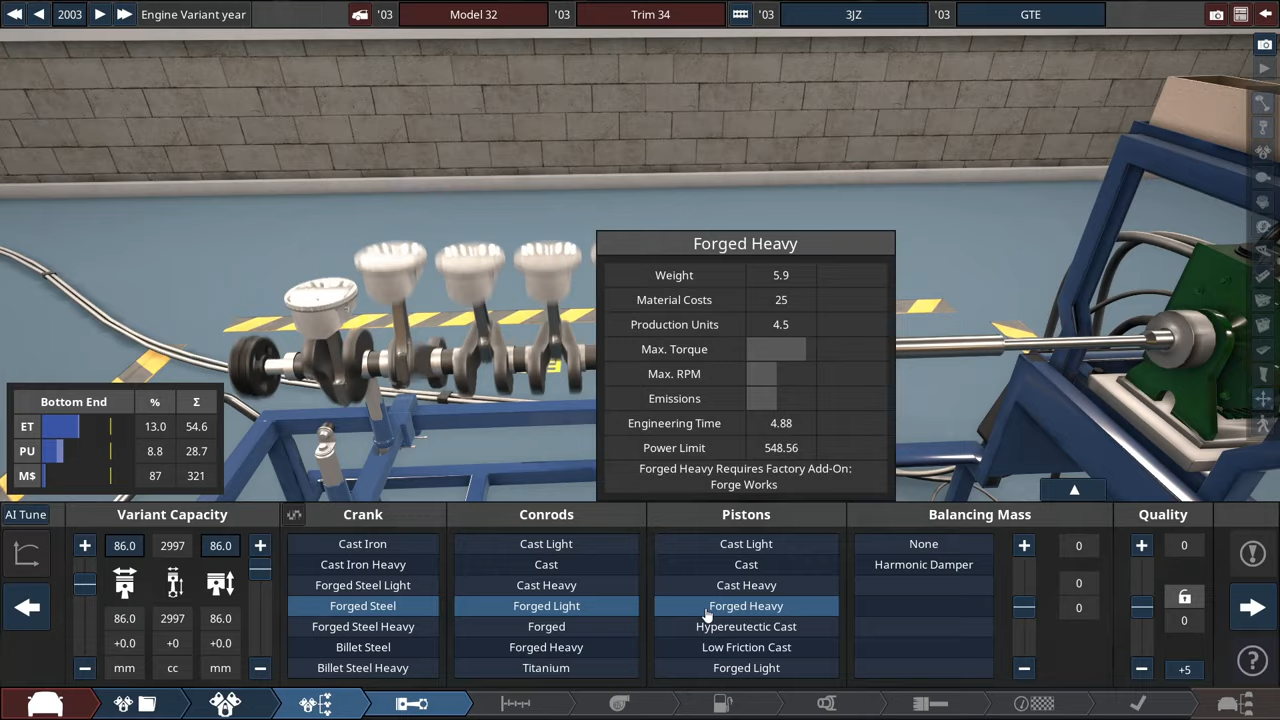 2003 Engine Variant year '03 Model 32 '03 Trim 34 '03 3JZ '03 GTE
Forged Heavy
Weight 5.9
Material Costs 25
Production Units 4.5
Max. Torque
Max. RPM
Emissions
Engineering Time 4.88
Power Limit 548.56
Forged Heavy Requires Factory Add-On:
Forge Works
Bottom End % Σ
ET 13.0 54.6
PU 8.8 28.7
M$ 87 321
AI Tune
Variant Capacity
86.0 2997 86.0
86.0 2997 86.0
+0.0 +0.0
mm cc mm
Crank
Cast Iron
Cast Iron Heavy
Forged Steel Light
Forged Steel
Forged Steel Heavy
Billet Steel
Billet Steel Heavy
Conrods
Cast Light
Cast
Cast Heavy
Forged Light
Forged
Forged Heavy
Titanium
Pistons
Cast Light
Cast
Cast Heavy
Forged Heavy
Hypereutectic Cast
Low Friction Cast
Forged Light
Balancing Mass
None
Harmonic Damper
0
0
0
Quality
0
0
+5